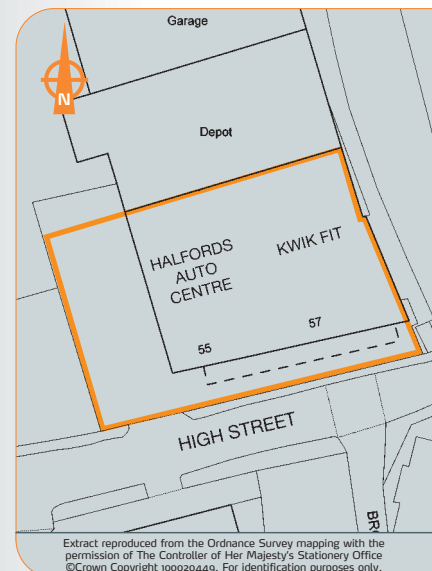 Garage
N
Depot
HALFORDS
AUTO
CENTRE
KWIK FIT
55
57
HIGH STREET
Extract reproduced from the Ordnance Survey mapping with the
permission of The Controller of Her Majesty's Stationery Office
©Crown Copyright 100020449. For identification purposes only.